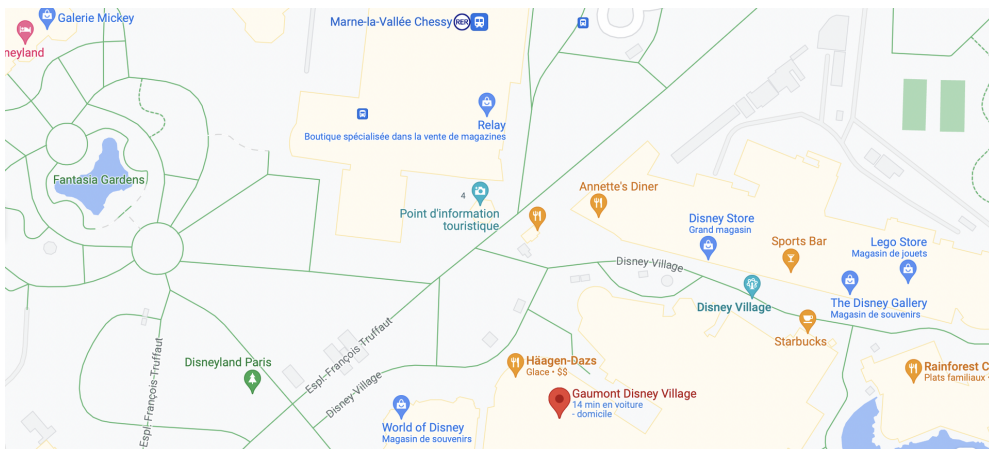 Galerie Mickey
neyland
Marne-la-Vallée Chessy
RER
Relay
Boutique spécialisée dans la vente de magazines
Fantasia Gardens
4
Point d'information
touristique
Annette's Diner
Disney Store
Grand magasin
Sports Bar
Lego Store
Magasin de jouets
Disney Village
Disney Village
The Disney Gallery
Magasin de souvenirs
Starbucks
Espl-François Truffaut
Espl-François Truffaut
Disney-Village
Disneyland Paris
Häagen-Dazs
Glace • $$
Rainforest C
Plats familiaux •
Gaumont Disney Village
14 min en voiture
- domicile
World of Disney
Magasin de souvenirs